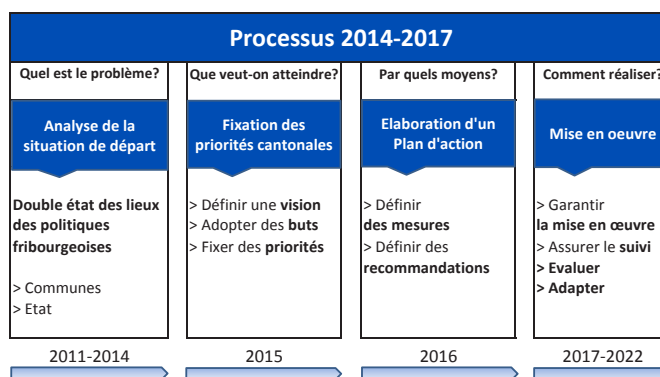 Processus 2014-2017
Quel est le problème?
Analyse de la
situation de départ
Double état des lieux
des politiques
fribourgeoises
> Communes
> Etat
2011-2014
Que veut-on atteindre?
Fixation des
priorités cantonales
> Définir une vision
> Adopter des buts
> Fixer des priorités
2015
Par quels moyens?
Elaboration d'un
Plan d'action
> Définir
des mesures
> Définir des
recommandations
2016
Comment réaliser?
Mise en oeuvre
> Garantir
la mise en œuvre
> Assurer le suivi
> Evaluer
> Adapter
2017-2022